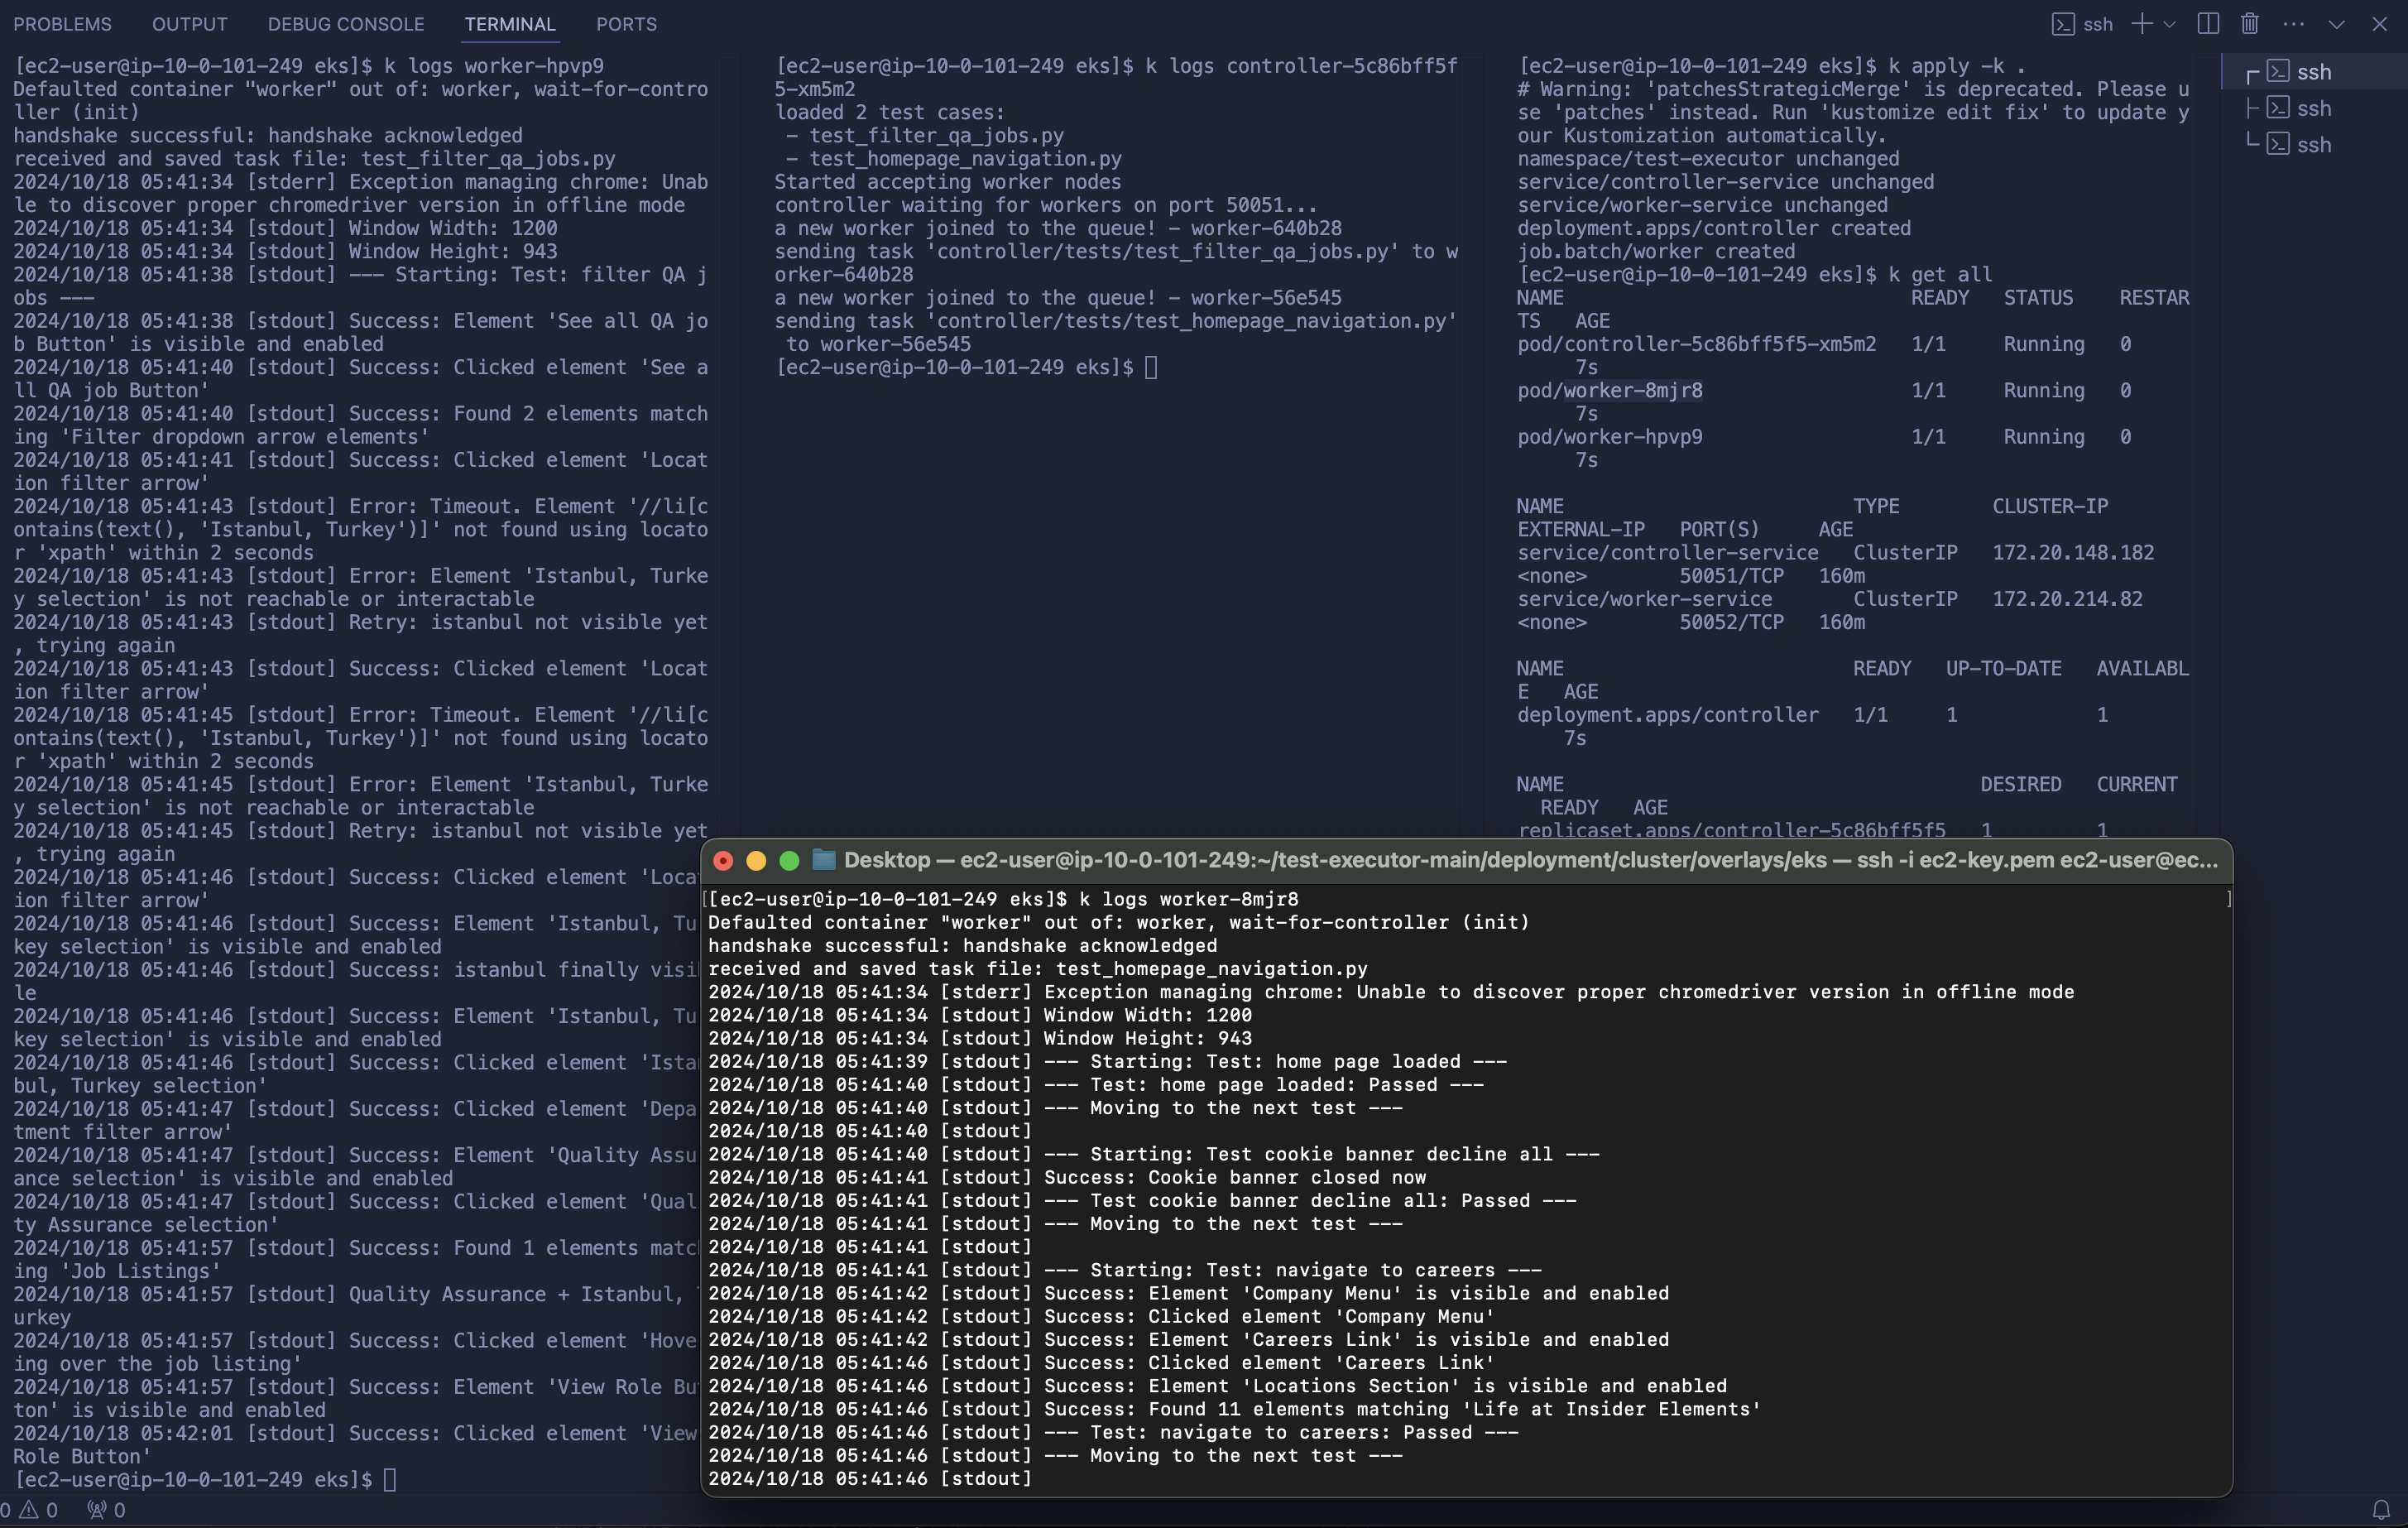 PROBLEMS OUTPUT DEBUG CONSOLE TERMINAL PORTS
ssh
[ec2-user@ip-10-0-101-249 eks]$ k logs worker-hpvp9
Defaulted container "worker" out of: worker, wait-for-contro
ller (init)
handshake successful: handshake acknowledged
received and saved task file: test_filter_qa_jobs.py
2024/10/18 05:41:34 [stderr] Exception managing chrome: Unab
le to discover proper chromedriver version in offline mode
2024/10/18 05:41:34 [stdout] Window Width: 1200
2024/10/18 05:41:34 [stdout] Window Height: 943
2024/10/18 05:41:38 [stdout] --- Starting: Test: filter QA j
obs ---
2024/10/18 05:41:38 [stdout] Success: Element 'See all QA jo
b Button' is visible and enabled
2024/10/18 05:41:40 [stdout] Success: Clicked element 'See a
ll QA job Button'
2024/10/18 05:41:40 [stdout] Success: Found 2 elements match
ing 'Filter dropdown arrow elements'
2024/10/18 05:41:41 [stdout] Success: Clicked element 'Locat
ion filter arrow'
2024/10/18 05:41:43 [stdout] Error: Timeout. Element '//li[c
ontains(text(), 'Istanbul, Turkey')]' not found using locato
r 'xpath' within 2 seconds
2024/10/18 05:41:43 [stdout] Error: Element 'Istanbul, Turke
y selection' is not reachable or interactable
2024/10/18 05:41:43 [stdout] Retry: istanbul not visible yet
, trying again
2024/10/18 05:41:43 [stdout] Success: Clicked element 'Locat
ion filter arrow'
2024/10/18 05:41:45 [stdout] Error: Timeout. Element '//li[c
ontains(text(), 'Istanbul, Turkey')]' not found using locato
r 'xpath' within 2 seconds
2024/10/18 05:41:45 [stdout] Error: Element 'Istanbul, Turke
y selection' is not reachable or interactable
2024/10/18 05:41:45 [stdout] Retry: istanbul not visible yet
, trying again
2024/10/18 05:41:46 [stdout] Success: Clicked element 'Loca
ion filter arrow'
2024/10/18 05:41:46 [stdout] Success: Element 'Istanbul, Tu
key selection' is visible and enabled
2024/10/18 05:41:46 [stdout] Success: istanbul finally visi
le
2024/10/18 05:41:46 [stdout] Success: Element 'Istanbul, Tu
key selection' is visible and enabled
2024/10/18 05:41:46 [stdout] Success: Clicked element 'Ista
bul, Turkey selection'
2024/10/18 05:41:47 [stdout] Success: Clicked element 'Depa
tment filter arrow'
2024/10/18 05:41:47 [stdout] Success: Element 'Quality Assu
ance selection' is visible and enabled
2024/10/18 05:41:47 [stdout] Success: Clicked element 'Qual
ty Assurance selection'
2024/10/18 05:41:57 [stdout] Success: Found 1 elements matc
ing 'Job Listings'
2024/10/18 05:41:57 [stdout] Quality Assurance + Istanbul,
urkey
2024/10/18 05:41:57 [stdout] Success: Clicked element 'Hove
ing over the job listing'
2024/10/18 05:41:57 [stdout] Success: Element 'View Role Bu
ton' is visible and enabled
2024/10/18 05:42:01 [stdout] Success: Clicked element 'View
Role Button'
[ec2-user@ip-10-0-101-249 eks]$
[ec2-user@ip-10-0-101-249 eks]$ k logs controller-5c86bff5f
5-xm5m2
loaded 2 test cases:
- test_filter_qa_jobs.py
- test_homepage_navigation.py
Started accepting worker nodes
controller waiting for workers on port 50051...
a new worker joined to the queue! - worker-640b28
sending task 'controller/tests/test_filter_qa_jobs.py' to w
orker-640b28
a new worker joined to the queue! - worker-56e545
sending task 'controller/tests/test_homepage_navigation.py'
to worker-56e545
[ec2-user@ip-10-0-101-249 eks]$
[ec2-user@ip-10-0-101-249 eks]$ k apply -k .
# Warning: 'patchesStrategicMerge' is deprecated. Please u
se 'patches' instead. Run 'kustomize edit fix' to update y
our Kustomization automatically.
namespace/test-executor unchanged
service/controller-service unchanged
service/worker-service unchanged
deployment.apps/controller created
job.batch/worker created
[ec2-user@ip-10-0-101-249 eks]$ k get all
NAME READY STATUS RESTAR
TS AGE
pod/controller-5c86bff5f5-xm5m2 1/1 Running 0
7s
pod/worker-8mjr8 1/1 Running 0
7s
pod/worker-hpvp9 1/1 Running 0
7s
NAME TYPE CLUSTER-IP
EXTERNAL-IP PORT(S) AGE
service/controller-service ClusterIP 172.20.148.182
<none> 50051/TCP 160m
service/worker-service ClusterIP 172.20.214.82
<none> 50052/TCP 160m
NAME READY UP-TO-DATE AVAILABL
E AGE
deployment.apps/controller 1/1 1 1
7s
NAME DESIRED CURRENT
READY AGE
replicaset.apps/controller-5c86bff5f5 1 1
ssh
ssh
ssh
Desktop — ec2-user@ip-10-0-101-249:~/test-executor-main/deployment/cluster/overlays/eks — ssh -i ec2-key.pem ec2-user@ec...
[[ec2-user@ip-10-0-101-249 eks]$ k logs worker-8mjr8 ]
Defaulted container "worker" out of: worker, wait-for-controller (init)
handshake successful: handshake acknowledged
received and saved task file: test_homepage_navigation.py
2024/10/18 05:41:34 [stderr] Exception managing chrome: Unable to discover proper chromedriver version in offline mode
2024/10/18 05:41:34 [stdout] Window Width: 1200
2024/10/18 05:41:34 [stdout] Window Height: 943
2024/10/18 05:41:39 [stdout] --- Starting: Test: home page loaded ---
2024/10/18 05:41:40 [stdout] --- Test: home page loaded: Passed ---
2024/10/18 05:41:40 [stdout] --- Moving to the next test ---
2024/10/18 05:41:40 [stdout]
2024/10/18 05:41:40 [stdout] --- Starting: Test cookie banner decline all ---
2024/10/18 05:41:41 [stdout] Success: Cookie banner closed now
2024/10/18 05:41:41 [stdout] --- Test cookie banner decline all: Passed ---
2024/10/18 05:41:41 [stdout] --- Moving to the next test ---
2024/10/18 05:41:41 [stdout]
2024/10/18 05:41:41 [stdout] --- Starting: Test: navigate to careers ---
2024/10/18 05:41:42 [stdout] Success: Element 'Company Menu' is visible and enabled
2024/10/18 05:41:42 [stdout] Success: Clicked element 'Company Menu'
2024/10/18 05:41:42 [stdout] Success: Element 'Careers Link' is visible and enabled
2024/10/18 05:41:46 [stdout] Success: Clicked element 'Careers Link'
2024/10/18 05:41:46 [stdout] Success: Element 'Locations Section' is visible and enabled
2024/10/18 05:41:46 [stdout] Success: Found 11 elements matching 'Life at Insider Elements'
2024/10/18 05:41:46 [stdout] --- Test: navigate to careers: Passed ---
2024/10/18 05:41:46 [stdout] --- Moving to the next test ---
2024/10/18 05:41:46 [stdout]
0 0 0